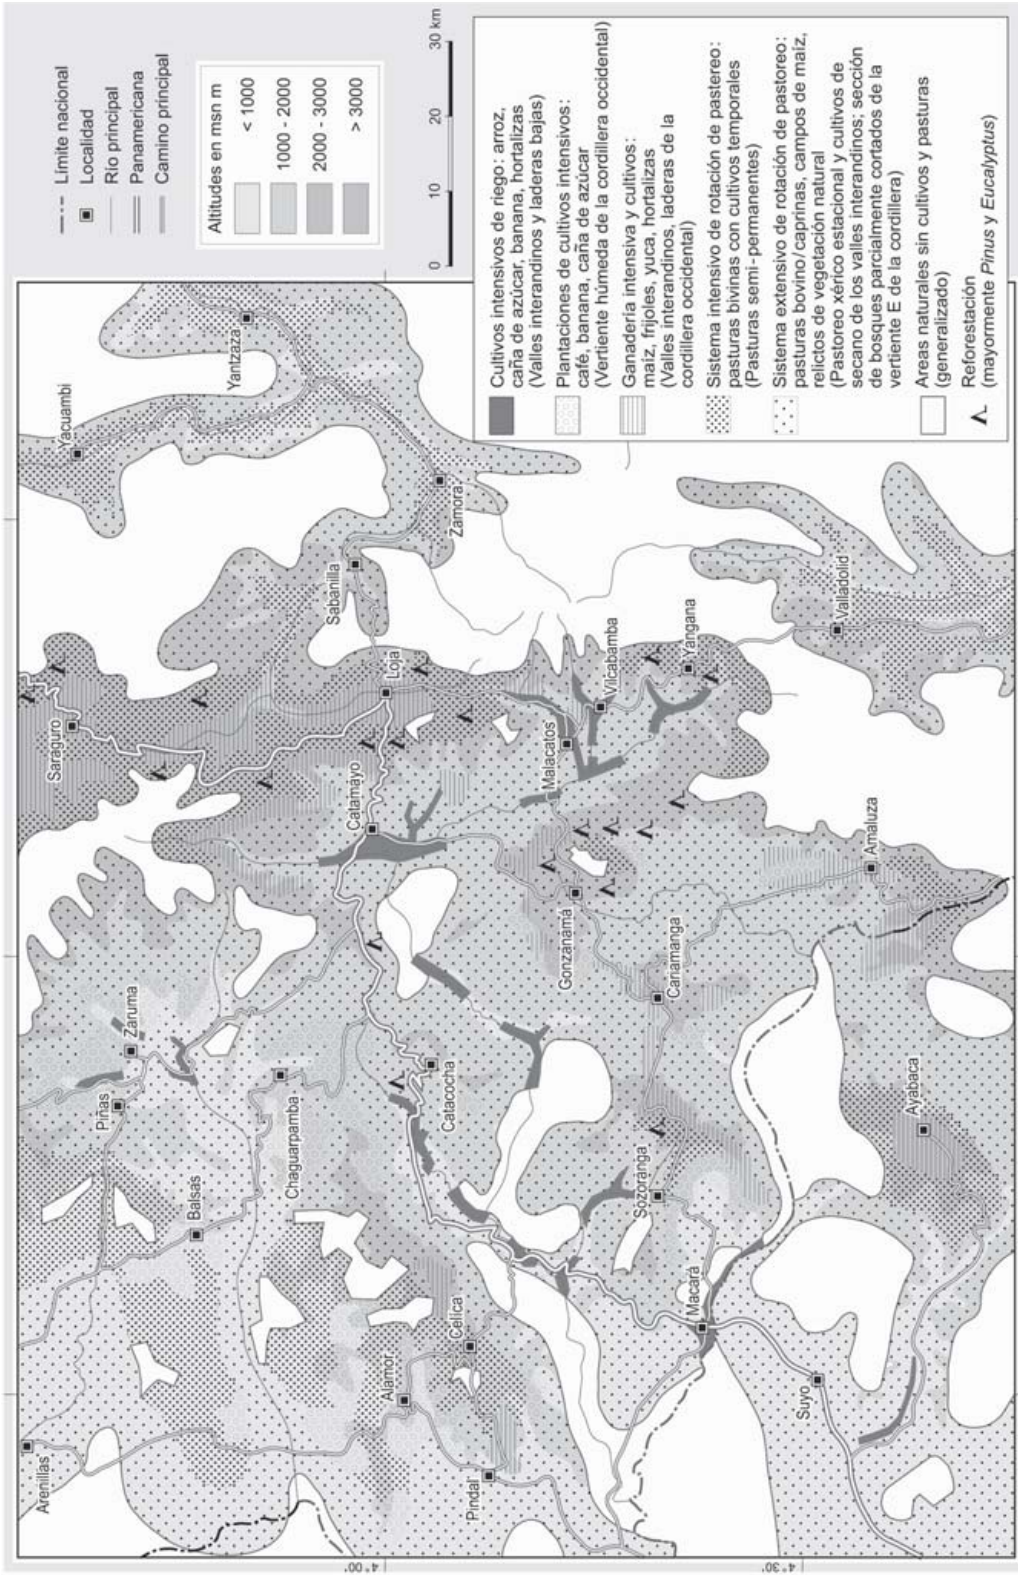 Límite nacional
Localidad
Río principal
Panamericana
Camino principal
Altitudes en msn m
< 1000
1000 - 2000
2000 - 3000
> 3000
0 10 20 30 km
Cultivos intensivos de riego: arroz,
caña de azúcar, banana, hortalizas
(Valles interandinos y laderas bajas)
Plantaciones de cultivos intensivos:
café, banana, caña de azúcar
(Vertiente húmeda de la cordillera occidental)
Ganadería intensiva y cultivos:
maíz, frijoles, yuca, hortalizas
(Valles interandinos, laderas de la
cordillera occidental)
Sistema intensivo de rotación de pastereo:
pasturas bivinas con cultivos temporales
(Pasturas semi-permanentes)
Sistema extensivo de rotación de pastoreo:
pasturas bovino/caprinas, campos de maíz,
relictos de vegetación natural
(Pastoreo xérico estacional y cultivos de
secano de los valles interandinos; sección
de bosques parcialmente cortados de la
vertiente E de la cordillera)
Areas naturales sin cultivos y pasturas
(generalizado)
Reforestación
(mayormente Pinus y Eucalyptus)
Arenillas
Balsas
Piñas
Zaruma
Saraguro
Yacuambi
Yantzaza
Chaguarpamba
Alamor
Celica
Pindal
Catacocha
Catamayo
Loja
Sabanilla
Zamora
Gonzanamá
Malacatos
Vilcabamba
Yangana
Cariamanga
Sozoranga
Macará
Suyo
Ayabaca
Amaluza
Valladolid
4°00'
4°30'